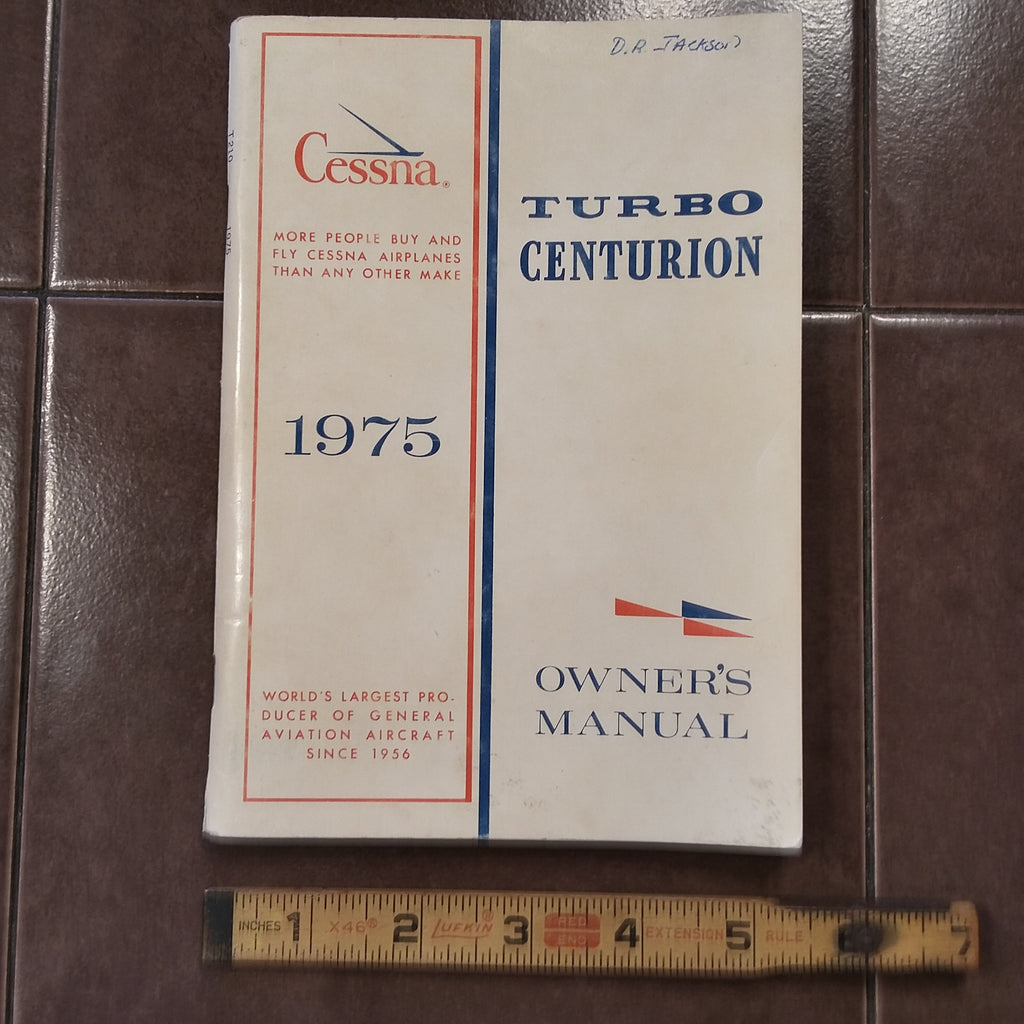 D.R. JACKSON
T210 1975
Cessna®
MORE PEOPLE BUY AND
FLY CESSNA AIRPLANES
THAN ANY OTHER MAKE
1975
WORLD'S LARGEST PRO-
DUCER OF GENERAL
AVIATION AIRCRAFT
SINCE 1956
TURBO
CENTURION
OWNER'S
MANUAL
INCHES 1 X46® 2 LUFKIN® 3 RED END 4 EXTENSION 5 RULE 6 7